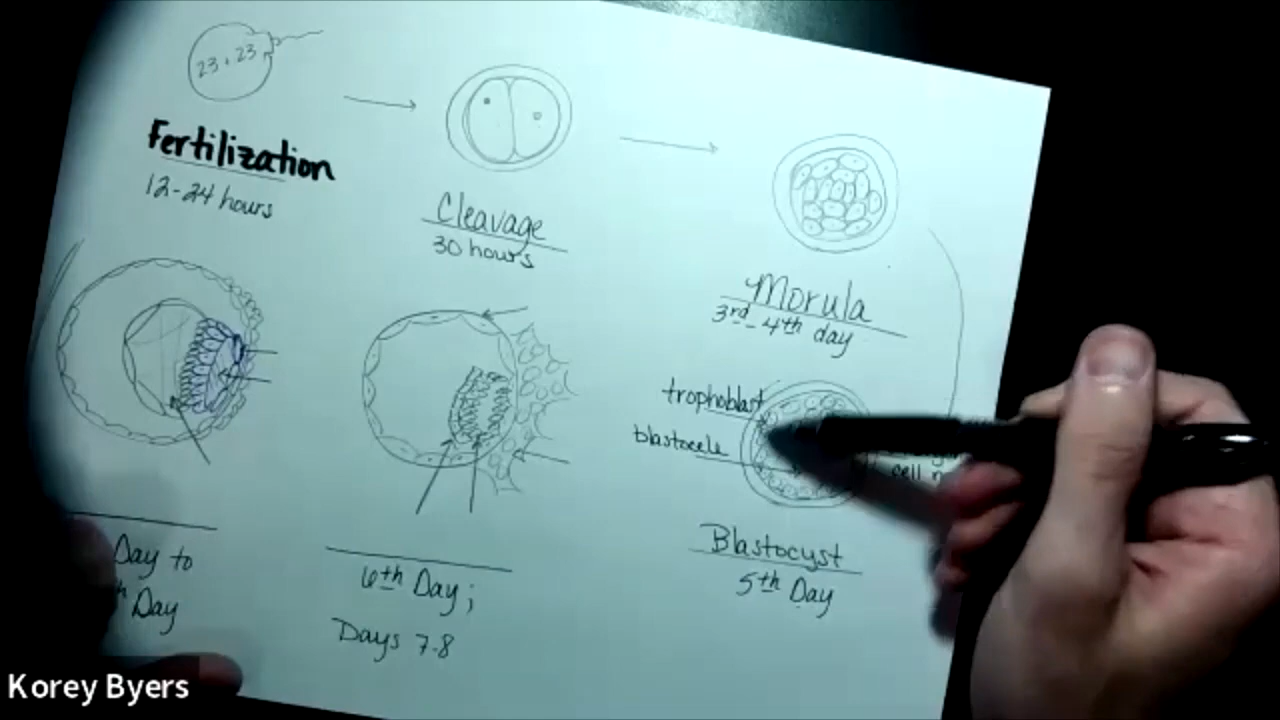 23 + 23
Fertilization
12-24 hours
Cleavage
30 hours
Morula
3rd-4th day
trophoblast
blastocele
cell
Blastocyst
5th Day
6th Day;
Days 7-8
Day to
Day
Korey Byers